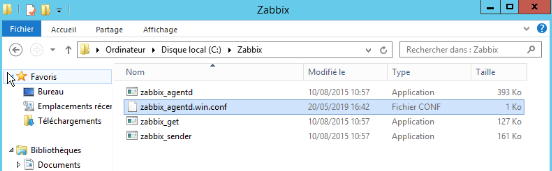 Zabbix
Fichier Accueil Partage Affichage
Ordinateur Disque local (C:) Zabbix Rechercher dans : Zabbix
Favoris
Bureau
Emplacements récen
Téléchargements
Bibliothèques
Documents
Nom Modifié le Type Taille
zabbix_agentd 10/08/2015 10:57 Application 393 Ko
zabbix_agentd.win.conf 20/05/2019 16:42 Fichier CONF 1 Ko
zabbix_get 10/08/2015 10:57 Application 127 Ko
zabbix_sender 10/08/2015 10:57 Application 161 Ko